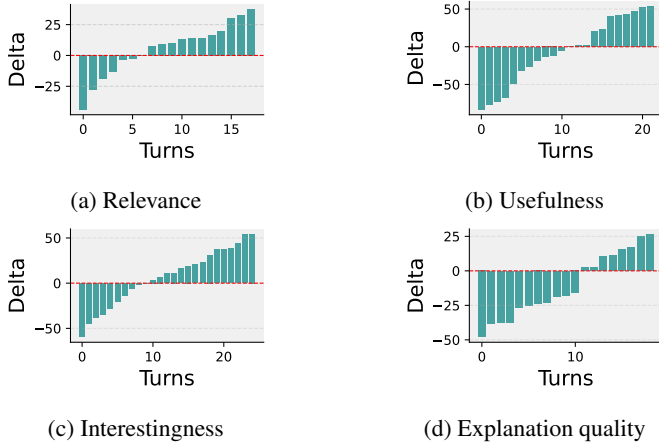 25
0
−25
Delta
0
5
10
15
Turns
(a) Relevance
50
0
−50
Delta
0
10
20
Turns
(b) Usefulness
50
0
−50
Delta
0
10
20
Turns
(c) Interestingness
25
0
−25
−50
Delta
0
10
Turns
(d) Explanation quality